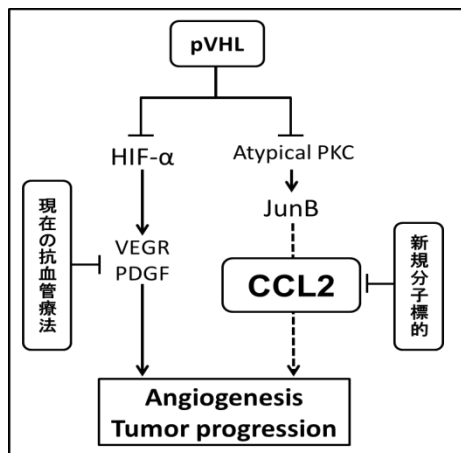 pVHL
HIF-α
Atypical PKC
JunB
現在の抗血管療法
VEGR
PDGF
CCL2
新規分子標的
Angiogenesis
Tumor progression